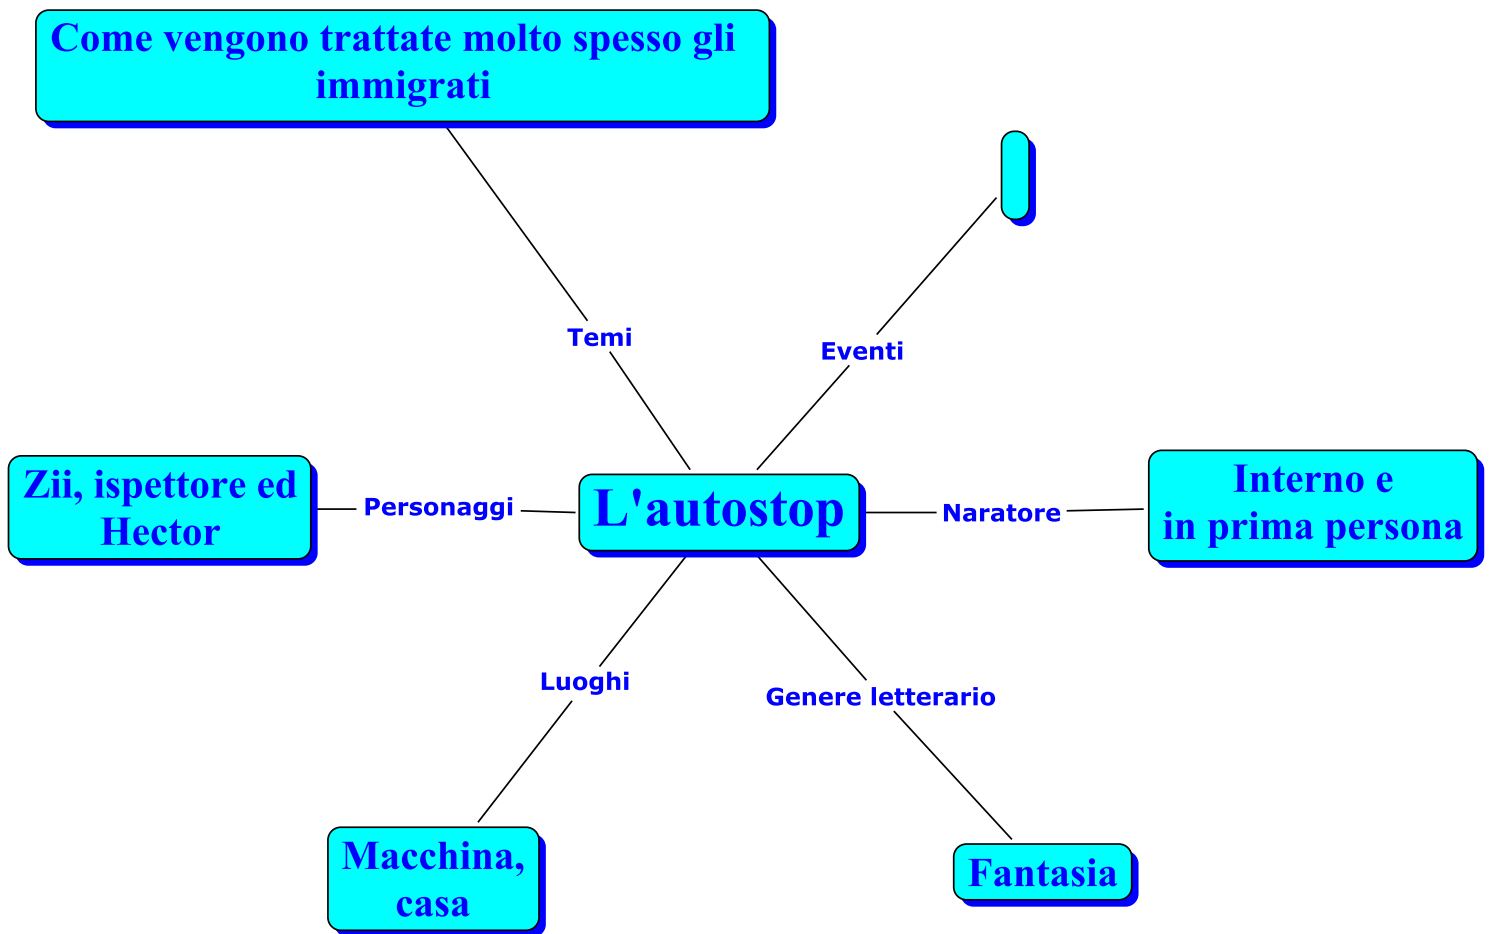 Come vengono trattate molto spesso gli
immigrati
Temi
Eventi
Zii, ispettore ed
Hector
Personaggi
L'autostop
Naratore
Interno e
in prima persona
Luoghi
Genere letterario
Macchina,
casa
Fantasia